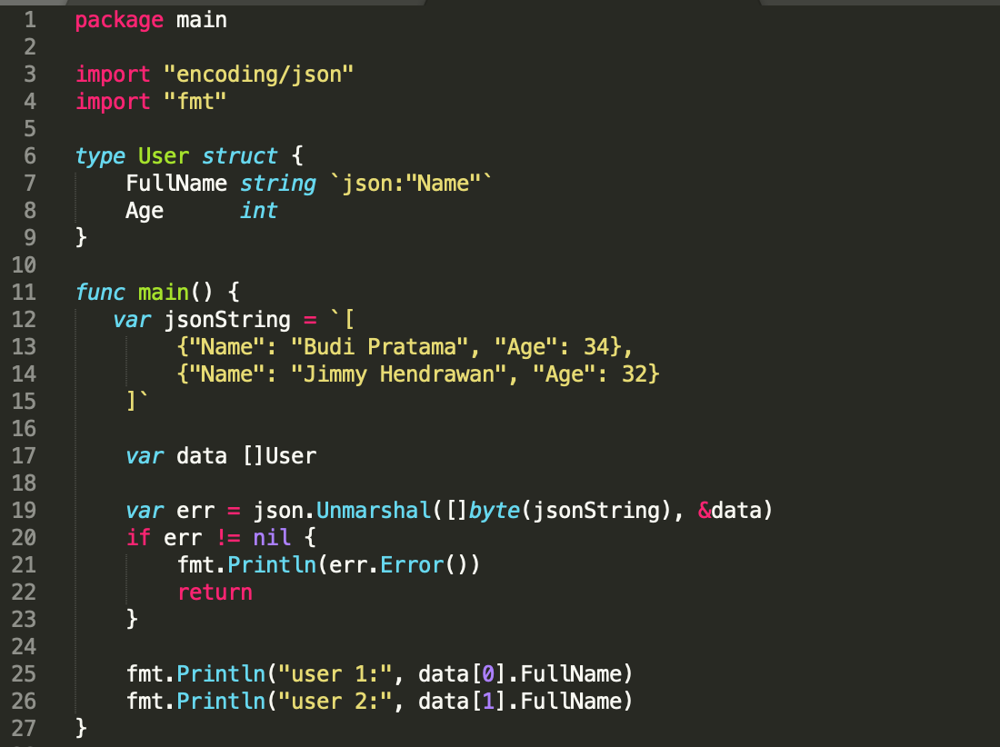 1 package main
2
3 import "encoding/json"
4 import "fmt"
5
6 type User struct {
7     FullName string `json:"Name"`
8     Age      int
9 }
10
11 func main() {
12    var jsonString = `[
13         {"Name": "Budi Pratama", "Age": 34},
14         {"Name": "Jimmy Hendrawan", "Age": 32}
15     ]`
16
17     var data []User
18
19     var err = json.Unmarshal([]byte(jsonString), &data)
20     if err != nil {
21         fmt.Println(err.Error())
22         return
23     }
24
25     fmt.Println("user 1:", data[0].FullName)
26     fmt.Println("user 2:", data[1].FullName)
27 }